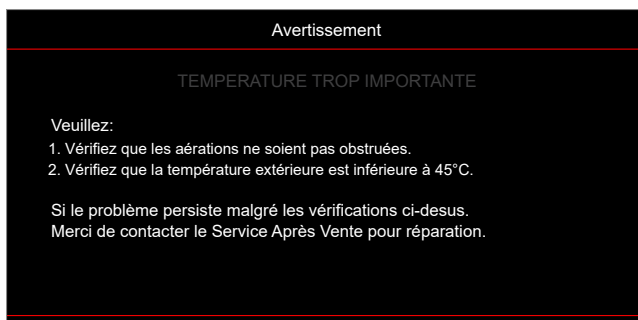 Avertissement
TEMPERATURE TROP IMPORTANTE
Veuillez:
1. Vérifiez que les aérations ne soient pas obstruées.
2. Vérifiez que la température extérieure est inférieure à 45°C.
Si le problème persiste malgré les vérifications ci-desus.
Merci de contacter le Service Après Vente pour réparation.